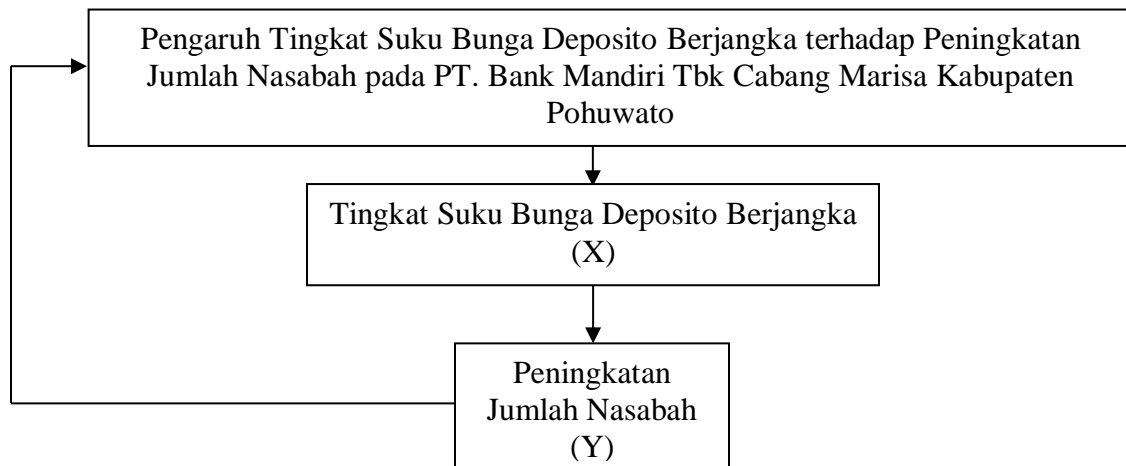 Pengaruh Tingkat Suku Bunga Deposito Berjangka terhadap Peningkatan
Jumlah Nasabah pada PT. Bank Mandiri Tbk Cabang Marisa Kabupaten
Pohuwato
Tingkat Suku Bunga Deposito Berjangka
(X)
Peningkatan
Jumlah Nasabah
(Y)